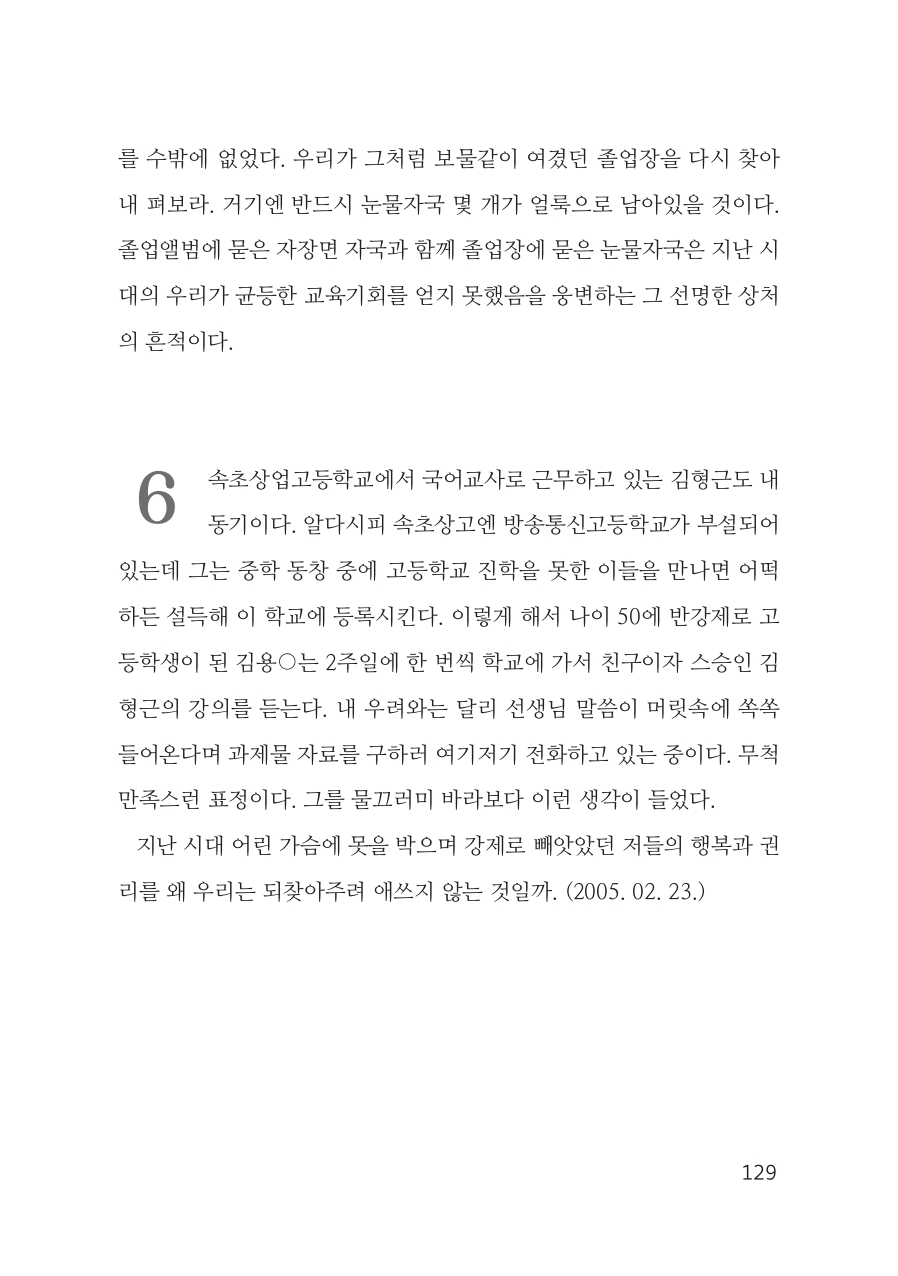 를 수밖에 없었다. 우리가 그처럼 보물같이 여겼던 졸업장을 다시 찾아
내 펴보라. 거기엔 반드시 눈물자국 몇 개가 얼룩으로 남아있을 것이다.
졸업앨범에 묻은 자장면 자국과 함께 졸업장에 묻은 눈물자국은 지난 시
대의 우리가 균등한 교육기회를 얻지 못했음을 웅변하는 그 선명한 상처
의 흔적이다.
6
속초상업고등학교에서 국어교사로 근무하고 있는 김형근도 내
동기이다. 알다시피 속초상고엔 방송통신고등학교가 부설되어
있는데 그는 중학 동창 중에 고등학교 진학을 못한 이들을 만나면 어떡
하든 설득해 이 학교에 등록시킨다. 이렇게 해서 나이 50에 반강제로 고
등학생이 된 김용○는 2주일에 한 번씩 학교에 가서 친구이자 스승인 김
형근의 강의를 듣는다. 내 우려와는 달리 선생님 말씀이 머릿속에 쏙쏙
들어온다며 과제물 자료를 구하러 여기저기 전화하고 있는 중이다. 무척
만족스런 표정이다. 그를 물끄러미 바라보다 이런 생각이 들었다.
지난 시대 어린 가슴에 못을 박으며 강제로 빼앗았던 저들의 행복과 권
리를 왜 우리는 되찾아주려 애쓰지 않는 것일까. (2005. 02. 23.)
129